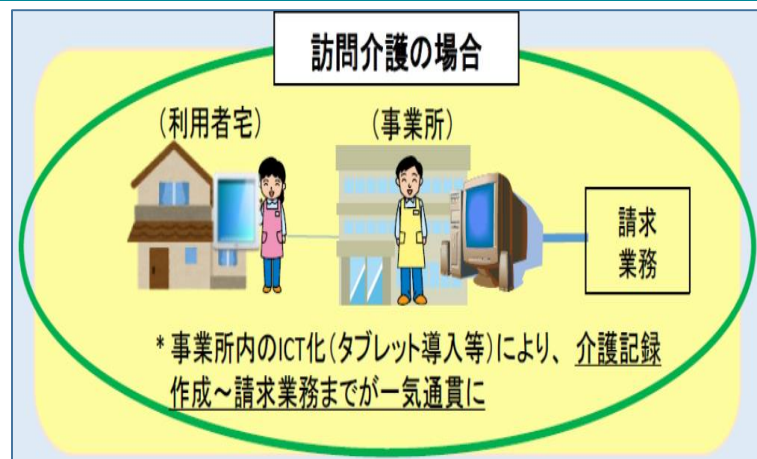 訪問介護の場合
（利用者宅）
（事業所）
請求
業務
* 事業所内のICT化（タブレット導入等）により、 介護記録
作成～請求業務までが一気通貫に